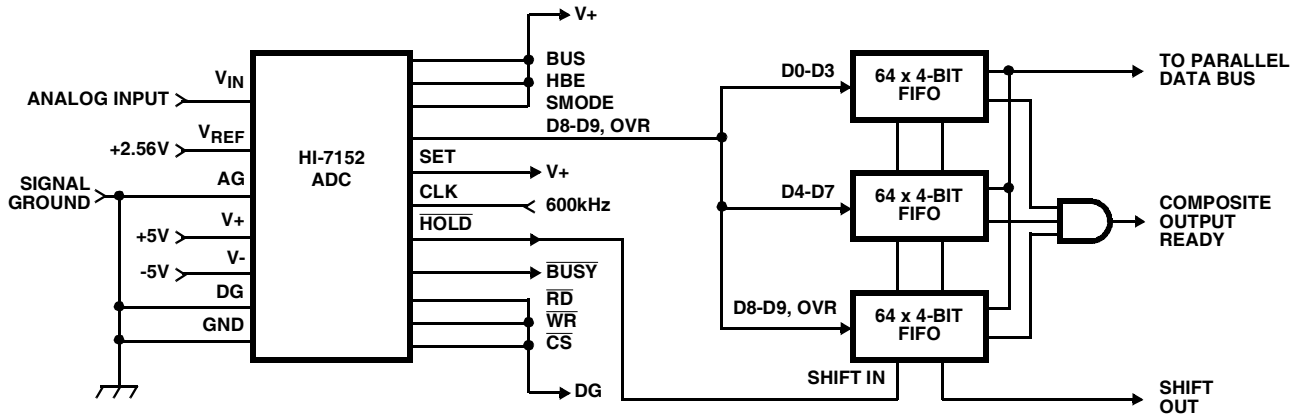 V+
BUS
HBE
SMODE
D8-D9, OVR
SET
V+
CLK
600kHz
HOLD
BUSY
RD
WR
CS
DG
VIN
ANALOG INPUT
VREF
+2.56V
SIGNAL
GROUND
AG
V+
+5V
V-
-5V
DG
GND
HI-7152
ADC
D0-D3
64 x 4-BIT
FIFO
D4-D7
64 x 4-BIT
FIFO
D8-D9, OVR
64 x 4-BIT
FIFO
SHIFT IN
TO PARALLEL
DATA BUS
COMPOSITE
OUTPUT
READY
SHIFT
OUT